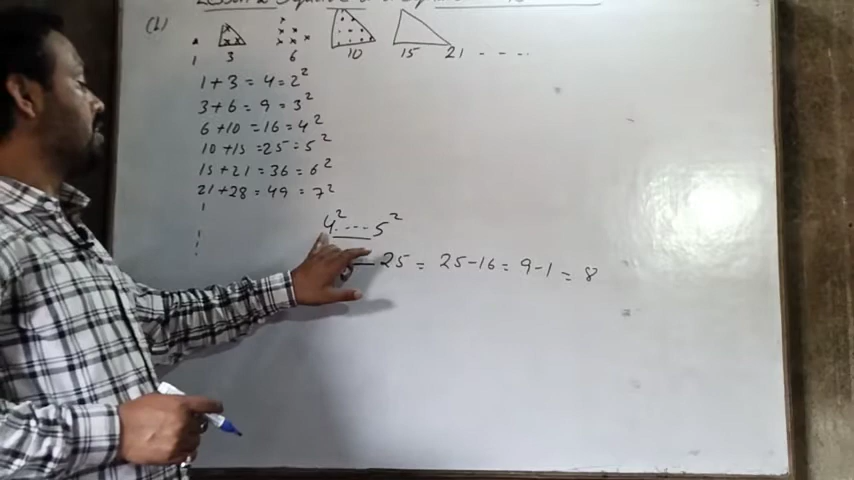 Lesson
(b)
1 3 6 10 15 21 - - - -
1 + 3 = 4 = 2²
3 + 6 = 9 = 3²
6 + 10 = 16 = 4²
10 + 15 = 25 = 5²
15 + 21 = 36 = 6²
21 + 28 = 49 = 7²
4² ---- 5²
25 = 25 - 16 = 9 - 1 = 8